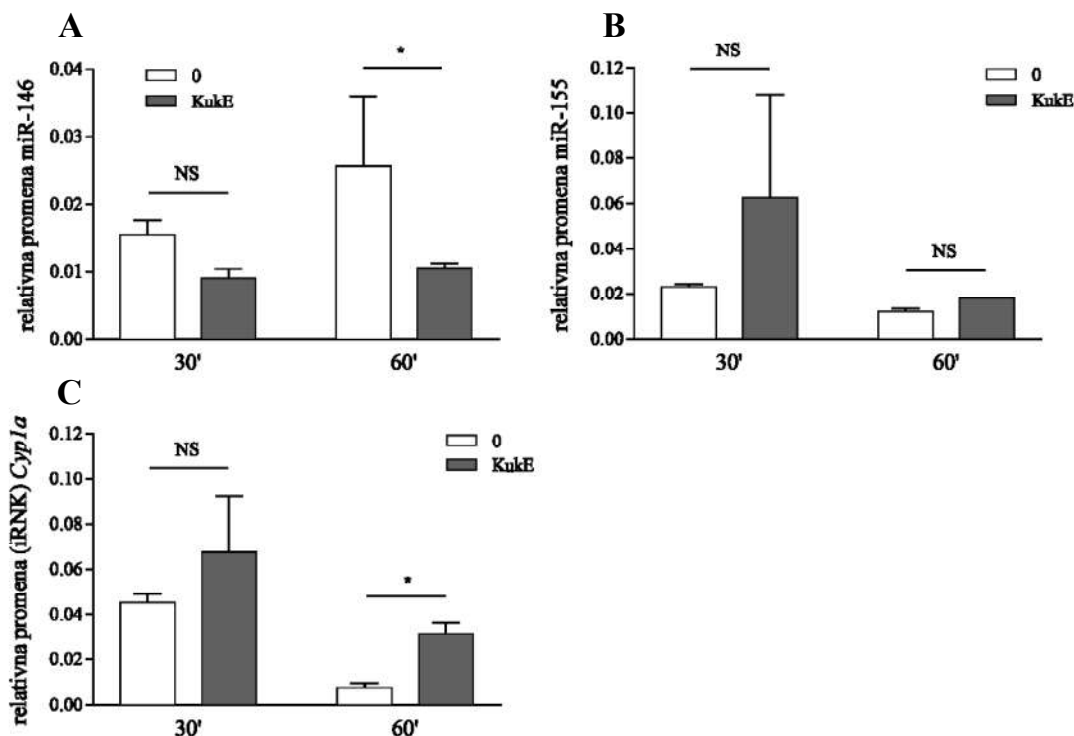 A
relativna promena miR-146
0.04
0.03
0.02
0.01
0.00
0
KukE
NS
*
30'
60'
B
relativna promena miR-155
0.12
0.10
0.08
0.06
0.04
0.02
0.00
NS
0
KukE
NS
30'
60'
C
relativna promena (iRNK) Cyp1a
0.12
0.10
0.08
0.06
0.04
0.02
0.00
NS
0
KukE
*
30'
60'